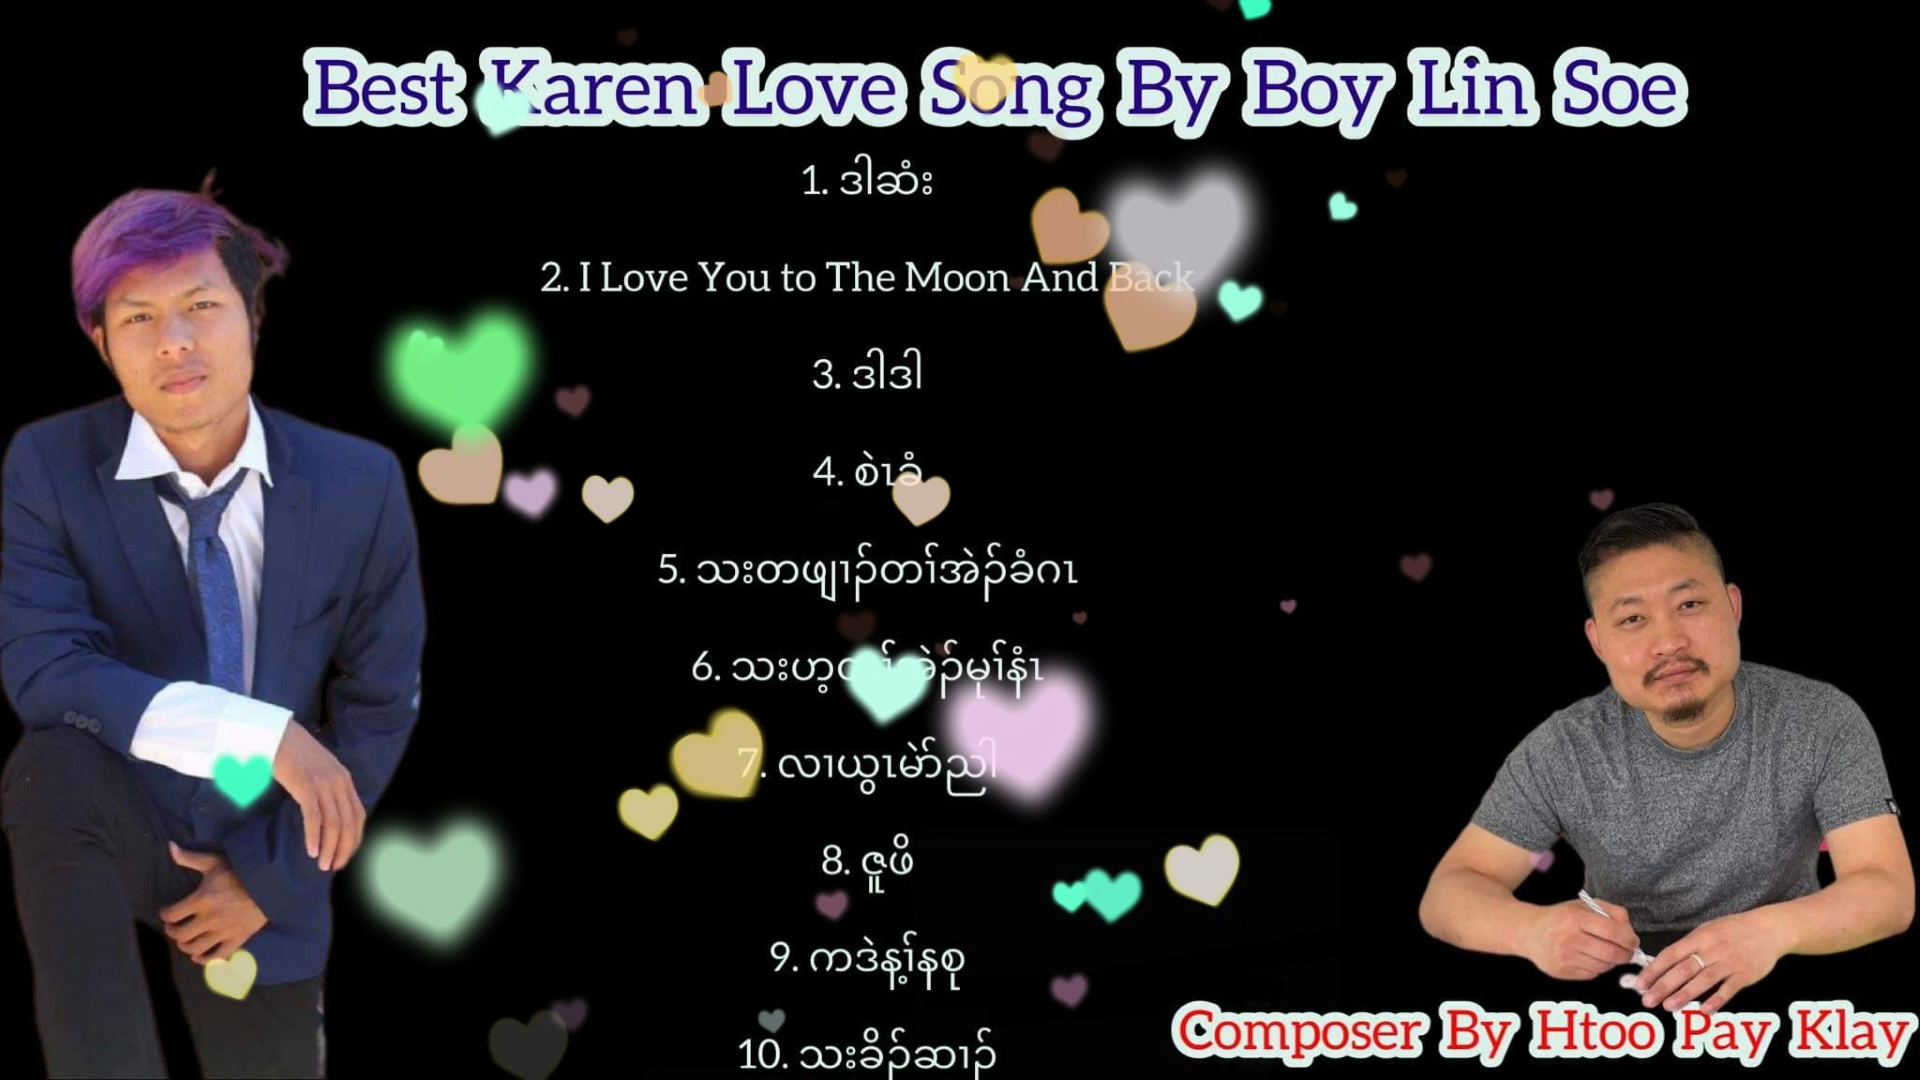 Best Karen Love Song By Boy Lin Soe
1. ဒါဆံး
2. I Love You to The Moon And Back
3. ဒါဒါ
4. စဲၤခံ
5. သးတဖျၢၣ်တၢ်အဲၣ်ခံဂၤ
6. သးဟ့တၢ်အဲၣ်မုၢ်နံၤ
7. လၢယွၤမဲာ်ညါ
8. ဇူဖိ
9. ကဒဲန့ၢ်နစု
10. သးခိၣ်ဆၢၣ်
Composer By Htoo Pay Klay